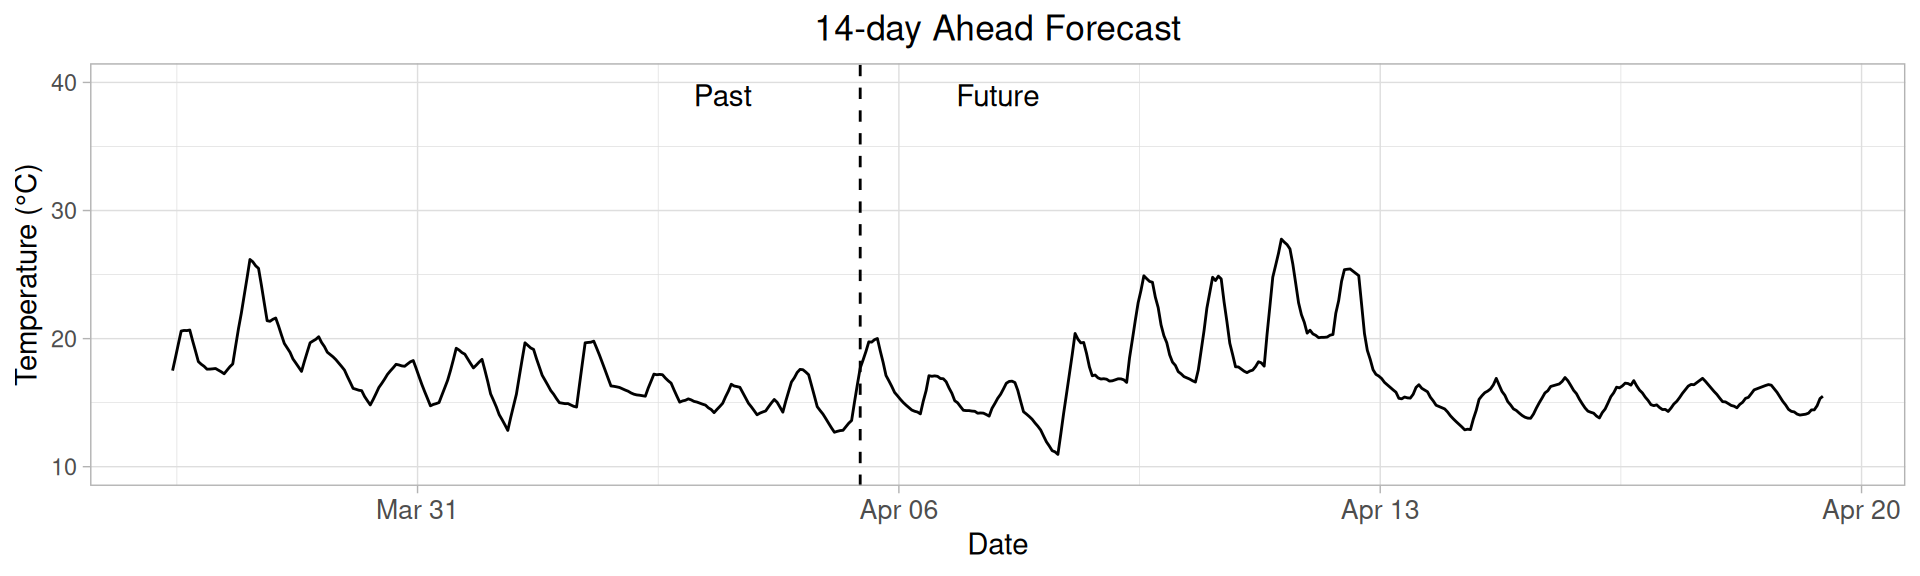 14-day Ahead Forecast
Past
Future
Temperature (°C)
40
30
20
10
Mar 31
Apr 06
Apr 13
Apr 20
Date